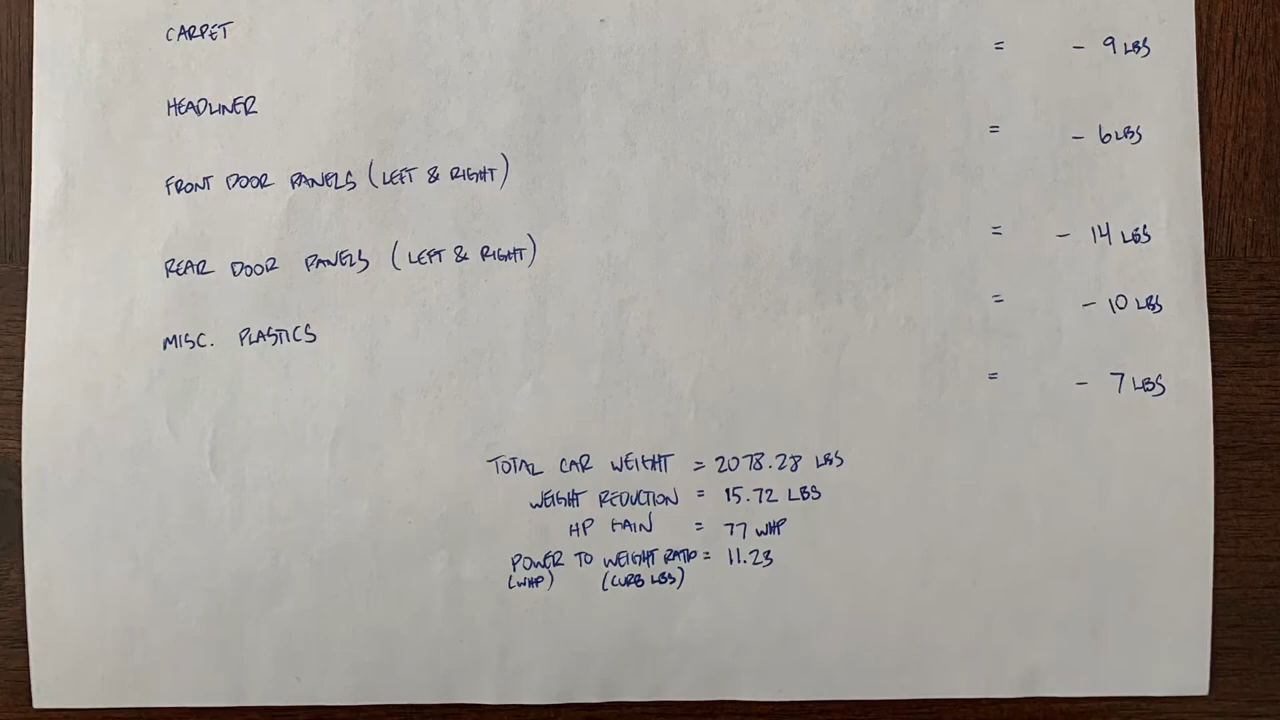 CARPET = - 9 LBS
HEADLINER = - 6 LBS
FRONT DOOR PANELS (LEFT & RIGHT) = - 14 LBS
REAR DOOR PANELS (LEFT & RIGHT) = - 10 LBS
MISC. PLASTICS = - 7 LBS
TOTAL CAR WEIGHT = 2078.28 LBS
WEIGHT REDUCTION = 15.72 LBS
HP GAIN = 77 WHP
POWER TO WEIGHT RATIO = 11.23
(WHP) (CURB LBS)